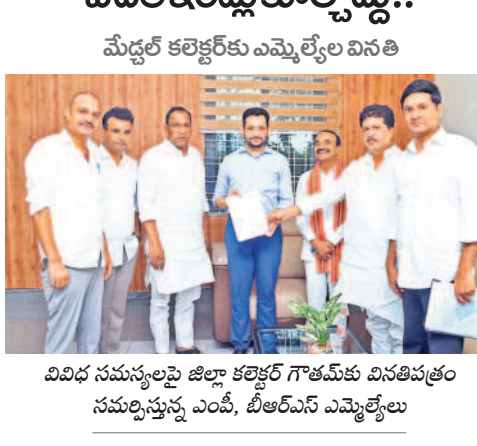 మేడ్చల్ కలెక్టర్‌కు ఎమ్మెల్యేల వినతి
వివిధ సమస్యలపై జిల్లా కలెక్టర్ గౌతమ్‌కు వినతిపత్రం
సమర్పిస్తున్న ఎంపీ, బీఆర్ఎస్ ఎమ్మెల్యేలు